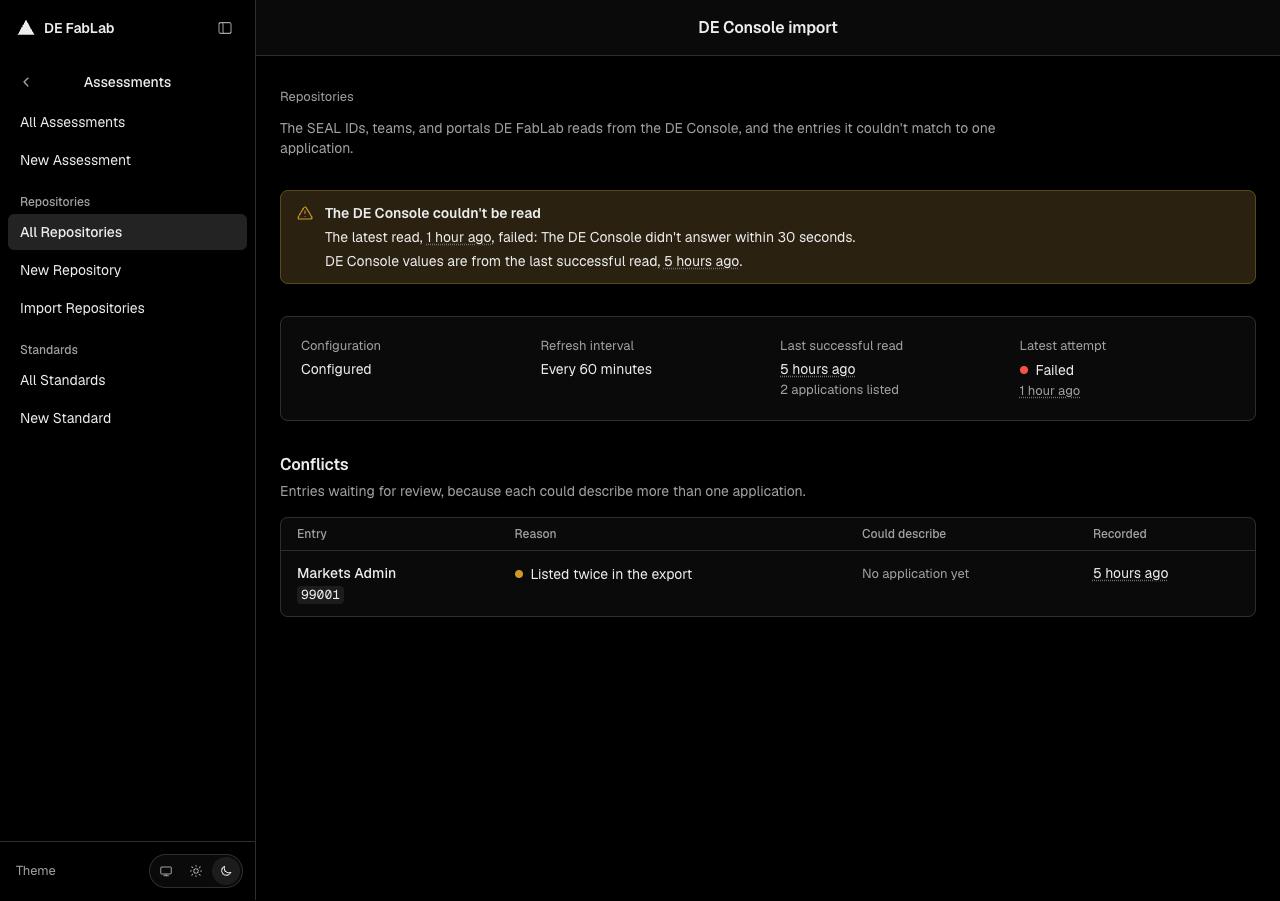 DE FabLab
DE Console import
Assessments
All Assessments
New Assessment
Repositories
All Repositories
New Repository
Import Repositories
Standards
All Standards
New Standard
Theme
Repositories
The SEAL IDs, teams, and portals DE FabLab reads from the DE Console, and the entries it couldn't match to one
application.
The DE Console couldn't be read
The latest read, 1 hour ago, failed: The DE Console didn't answer within 30 seconds.
DE Console values are from the last successful read, 5 hours ago.
Configuration
Configured
Refresh interval
Every 60 minutes
Last successful read
5 hours ago
2 applications listed
Latest attempt
Failed
1 hour ago
Conflicts
Entries waiting for review, because each could describe more than one application.
Entry Reason Could describe Recorded
Markets Admin Listed twice in the export No application yet 5 hours ago
99001